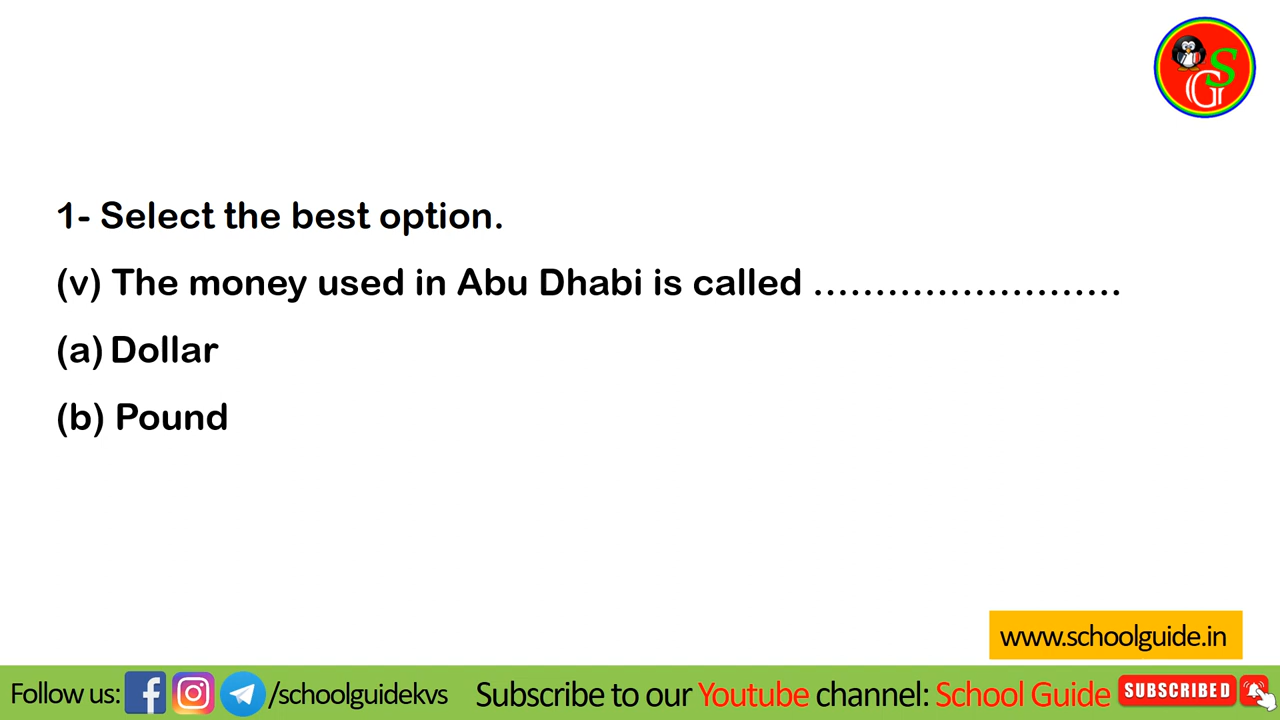 SG
1- Select the best option.
(v) The money used in Abu Dhabi is called ……………………
(a) Dollar
(b) Pound
www.schoolguide.in
Follow us: /schoolguidekvs Subscribe to our Youtube channel: School Guide SUBSCRIBED